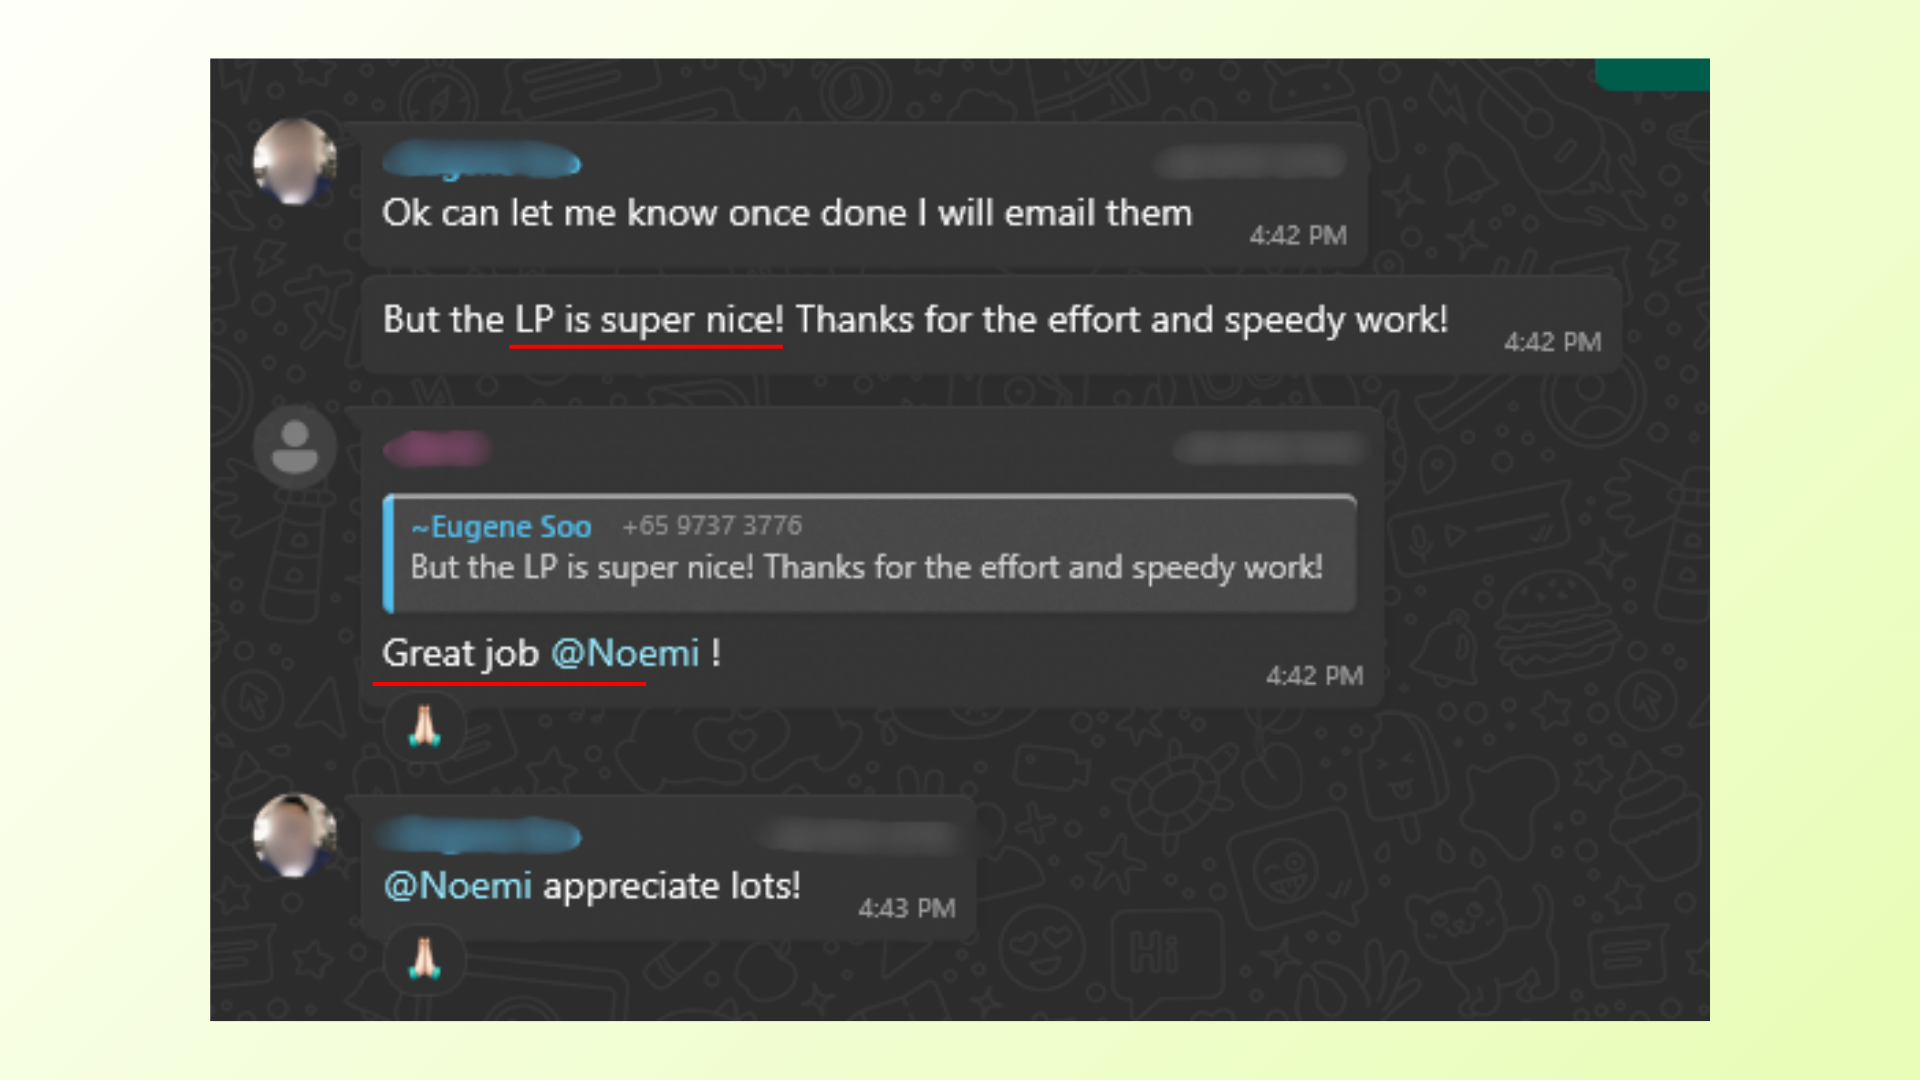 Ok can let me know once done I will email them
4:42 PM
But the LP is super nice! Thanks for the effort and speedy work!
4:42 PM
~Eugene Soo +65 9737 3776
But the LP is super nice! Thanks for the effort and speedy work!
Great job @Noemi !
4:42 PM
🙏🏻
@Noemi appreciate lots!
4:43 PM
🙏🏻
Hi